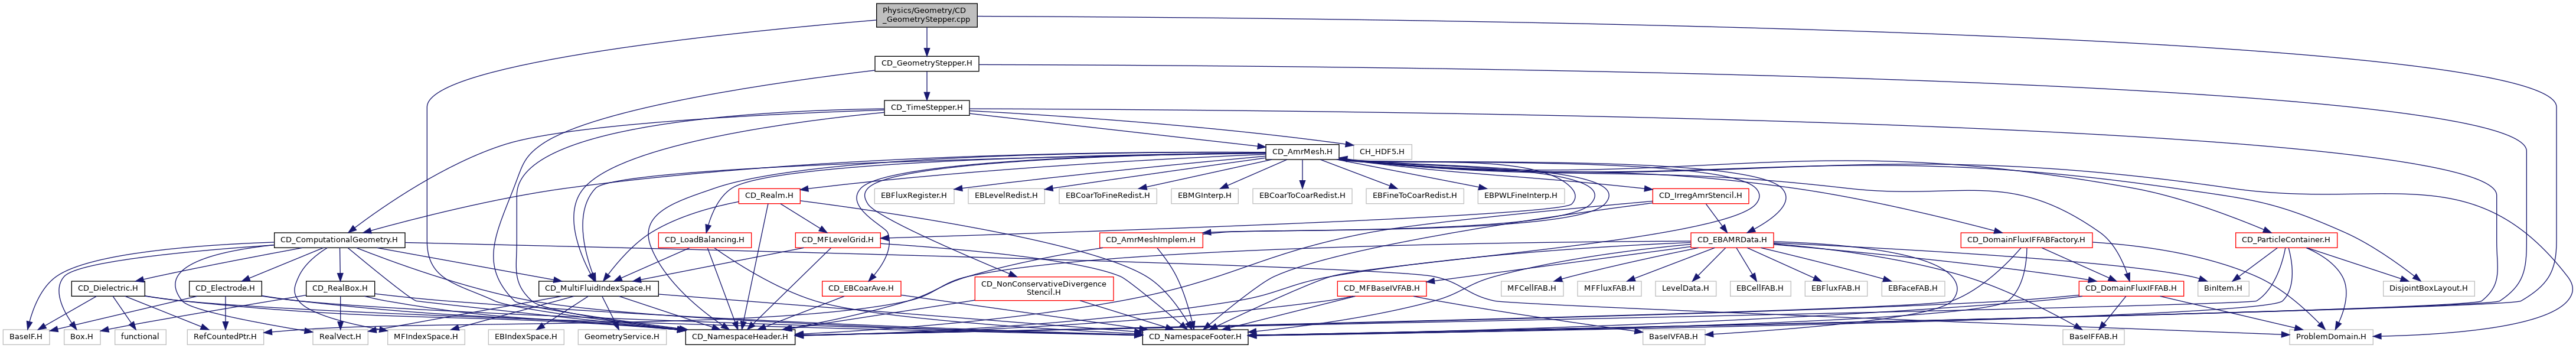 Physics/Geometry/CD
_GeometryStepper.cpp
CD_GeometryStepper.H
CD_TimeStepper.H
CD_AmrMesh.H
CH_HDF5.H
CD_Realm.H
EBFluxRegister.H
EBLevelRedist.H
EBCoarToFineRedist.H
EBMGInterp.H
EBCoarToCoarRedist.H
EBFineToCoarRedist.H
EBPWLFineInterp.H
CD_IrregAmrStencil.H
CD_ComputationalGeometry.H
CD_LoadBalancing.H
CD_MFLevelGrid.H
CD_AmrMeshImplem.H
CD_EBAMRData.H
CD_DomainFluxIFFABFactory.H
CD_ParticleContainer.H
CD_Dielectric.H
CD_Electrode.H
CD_RealBox.H
CD_MultiFluidIndexSpace.H
CD_EBCoarAve.H
CD_NonConservativeDivergence
Stencil.H
CD_MFBaseIVFAB.H
MFCellFAB.H
MFFluxFAB.H
LevelData.H
EBCellFAB.H
EBFluxFAB.H
EBFaceFAB.H
CD_DomainFluxIFFAB.H
BinItem.H
DisjointBoxLayout.H
BaseIF.H
Box.H
functional
RefCountedPtr.H
RealVect.H
MFIndexSpace.H
EBIndexSpace.H
GeometryService.H
CD_NamespaceHeader.H
CD_NamespaceFooter.H
BaseIVFAB.H
BaseIFFAB.H
ProblemDomain.H